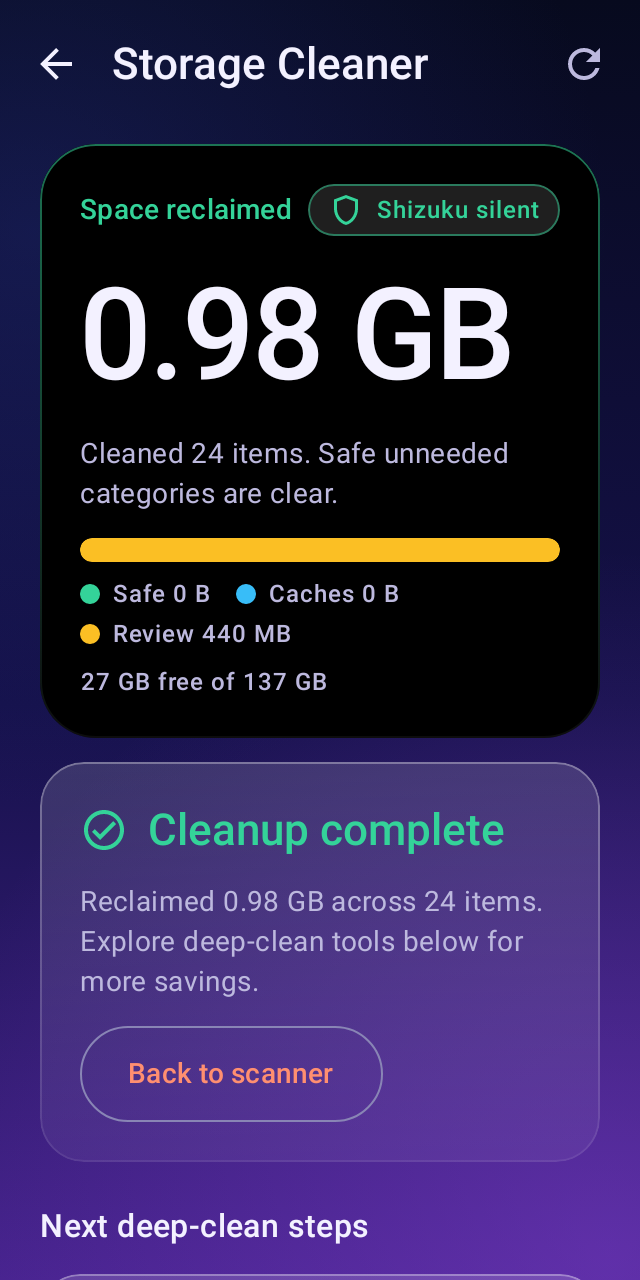 Storage Cleaner
Space reclaimed
Shizuku silent
0.98 GB
Cleaned 24 items. Safe unneeded
categories are clear.
Safe 0 B
Caches 0 B
Review 440 MB
27 GB free of 137 GB
Cleanup complete
Reclaimed 0.98 GB across 24 items.
Explore deep-clean tools below for
more savings.
Back to scanner
Next deep-clean steps